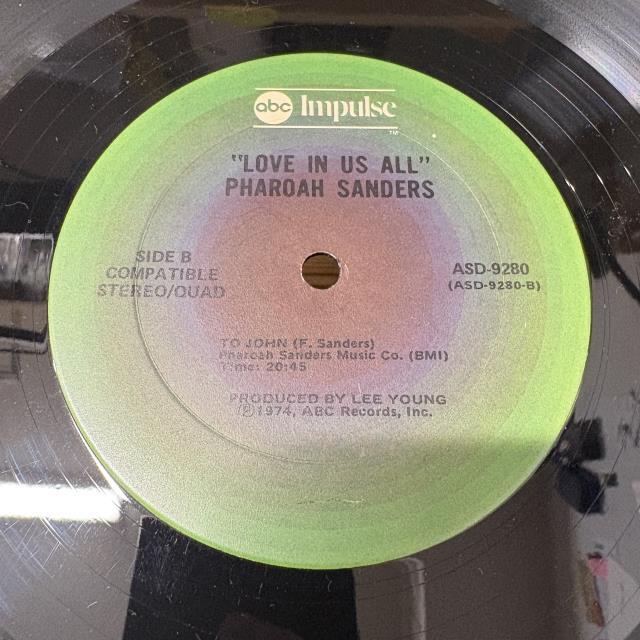 abc Impulse
TM
"LOVE IN US ALL"
PHAROAH SANDERS
SIDE B
COMPATIBLE
STEREO/QUAD
ASD-9280
(ASD-9280-B)
TO JOHN (F. Sanders)
Pharoah Sanders Music Co. (BMI)
Time: 20:45
PRODUCED BY LEE YOUNG
Ⓟ1974, ABC Records, Inc.